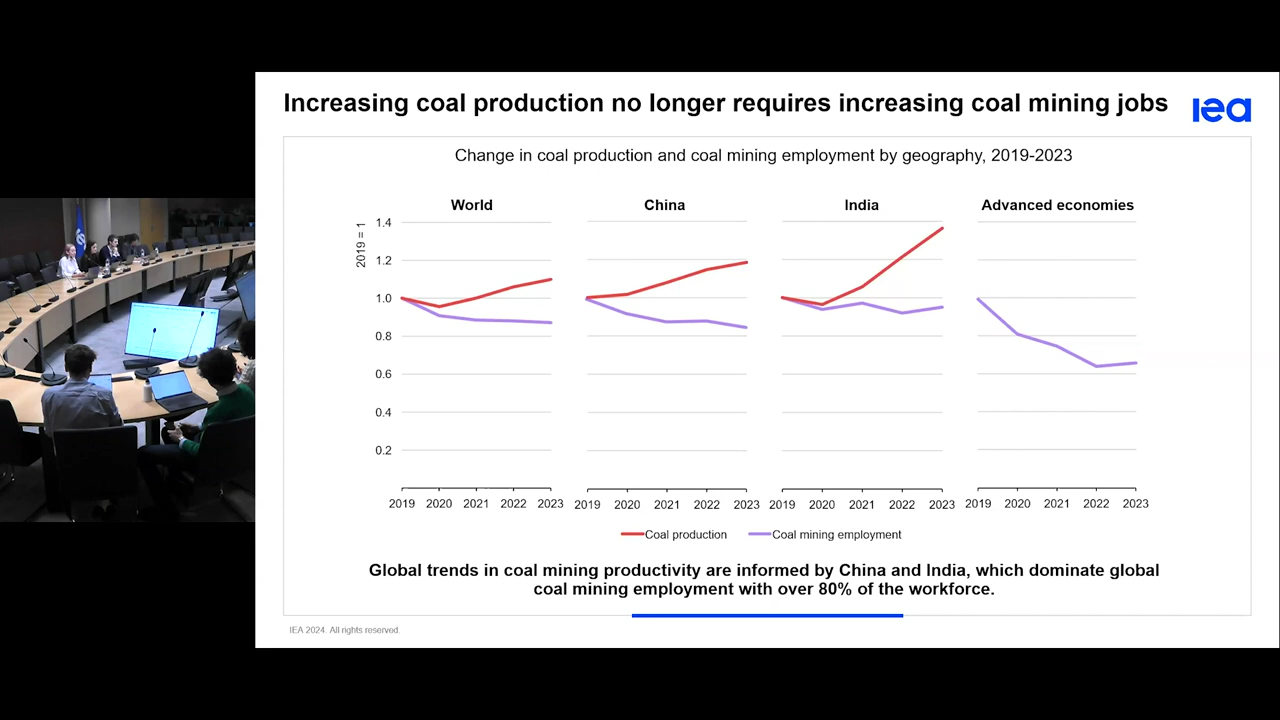 Increasing coal production no longer requires increasing coal mining jobs
iea
Change in coal production and coal mining employment by geography, 2019-2023
World
China
India
Advanced economies
2019 = 1
1.4
1.2
1.0
0.8
0.6
0.4
0.2
2019 2020 2021 2022 2023
2019 2020 2021 2022 2023
2019 2020 2021 2022 2023
2019 2020 2021 2022 2023
Coal production
Coal mining employment
Global trends in coal mining productivity are informed by China and India, which dominate global
coal mining employment with over 80% of the workforce.
IEA 2024. All rights reserved.